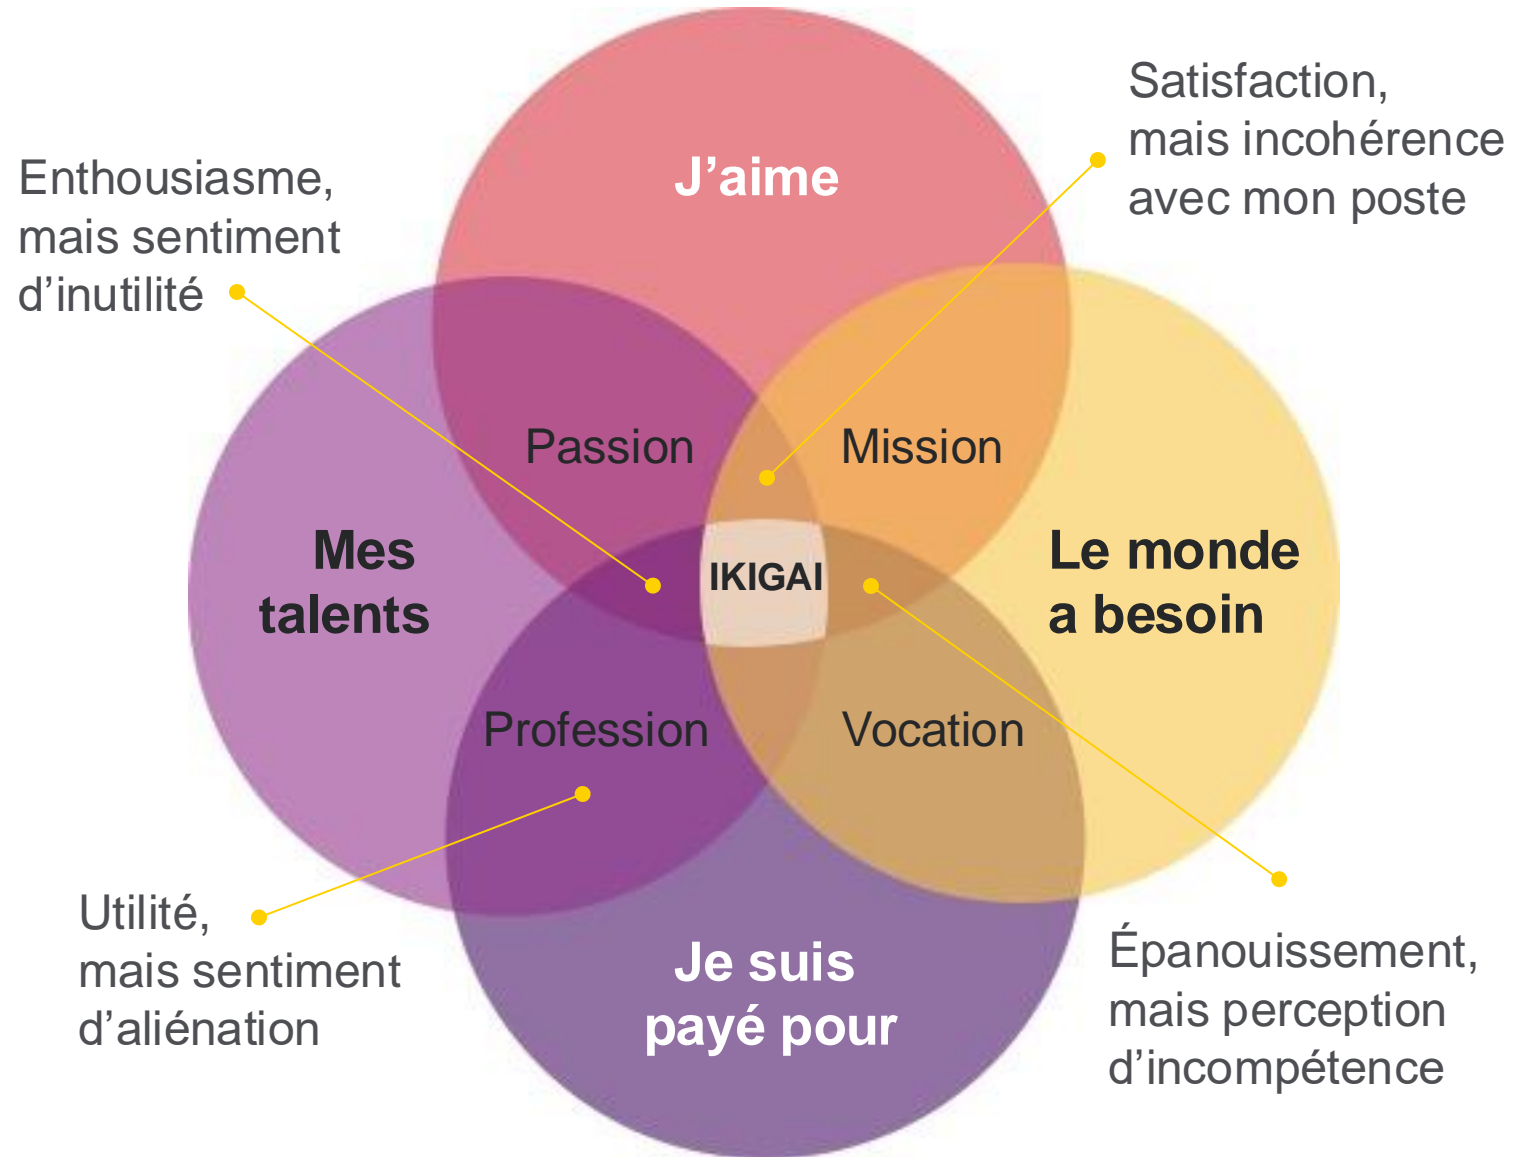 Satisfaction,
mais incohérence
avec mon poste
J’aime
Enthousiasme,
mais sentiment
d’inutilité
Passion
Mission
Mes
talents
IKIGAI
Le monde
a besoin
Profession
Vocation
Utilité,
mais sentiment
d’aliénation
Je suis
payé pour
Épanouissement,
mais perception
d’incompétence